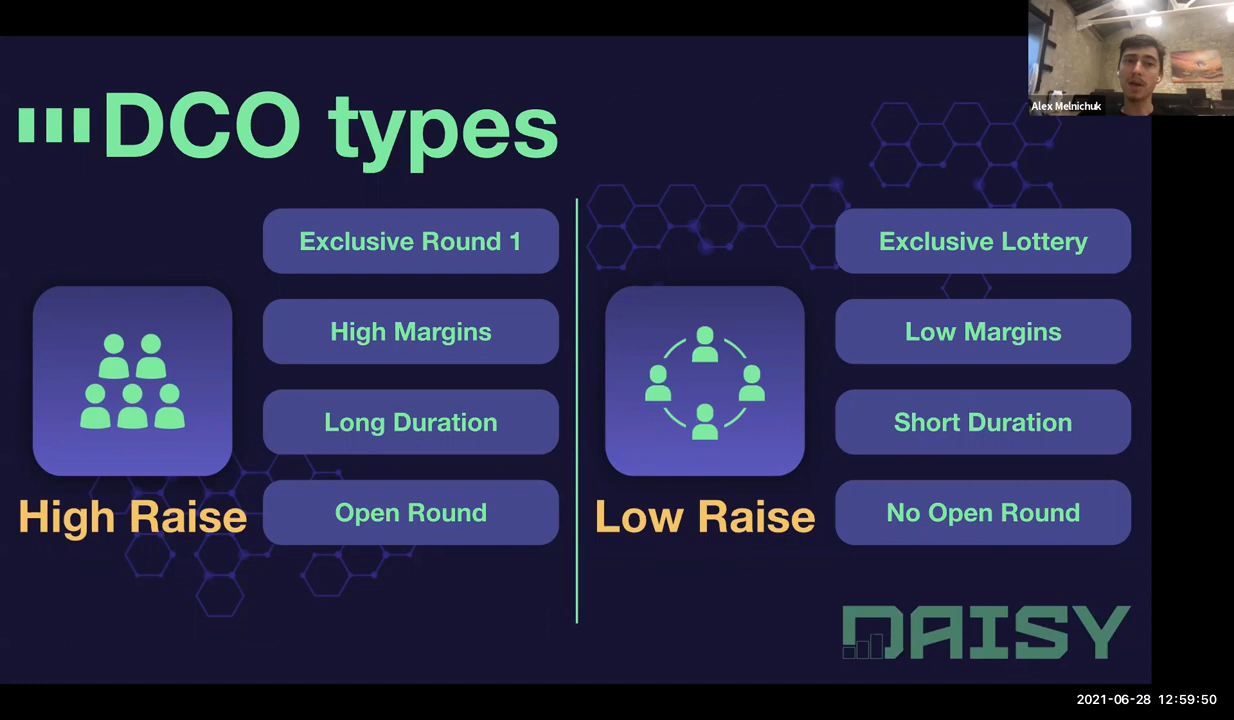 Alex Melnichuk
DCO types
Exclusive Round 1
High Margins
Long Duration
Open Round
High Raise
Exclusive Lottery
Low Margins
Short Duration
No Open Round
Low Raise
DAISY
2021-06-28 12:59:50